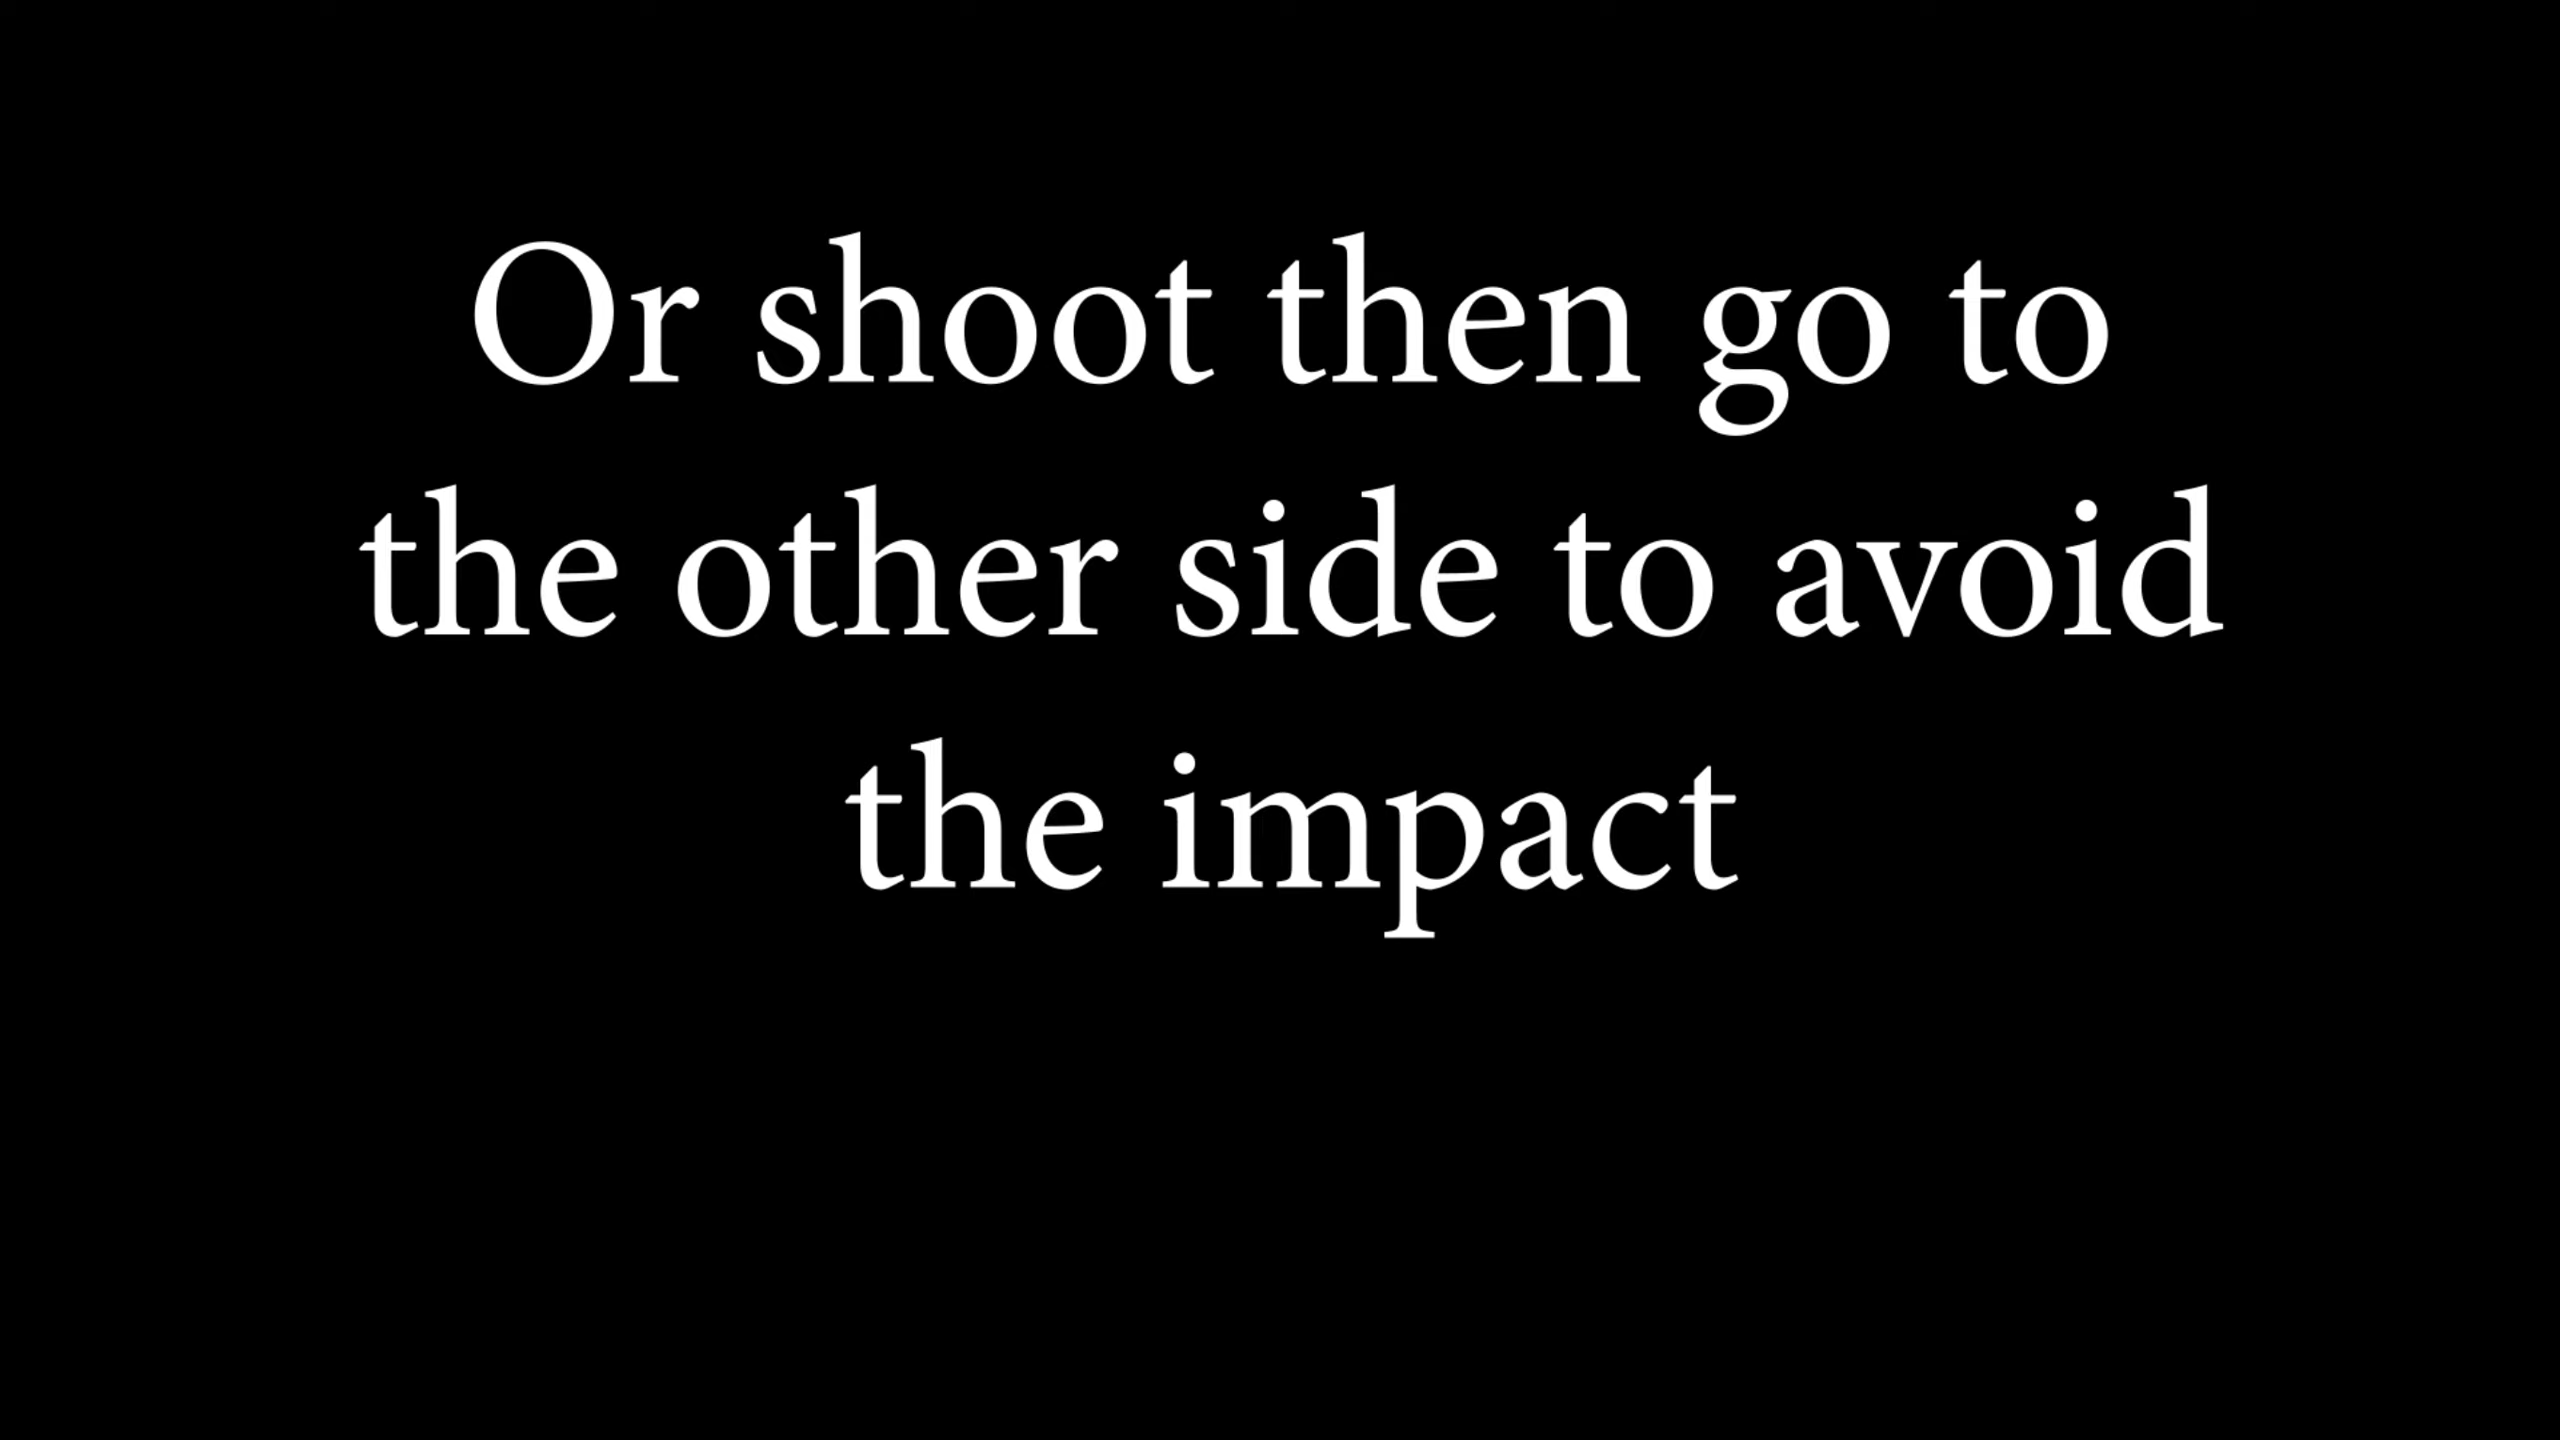 Or shoot then go to
the other side to avoid
the impact